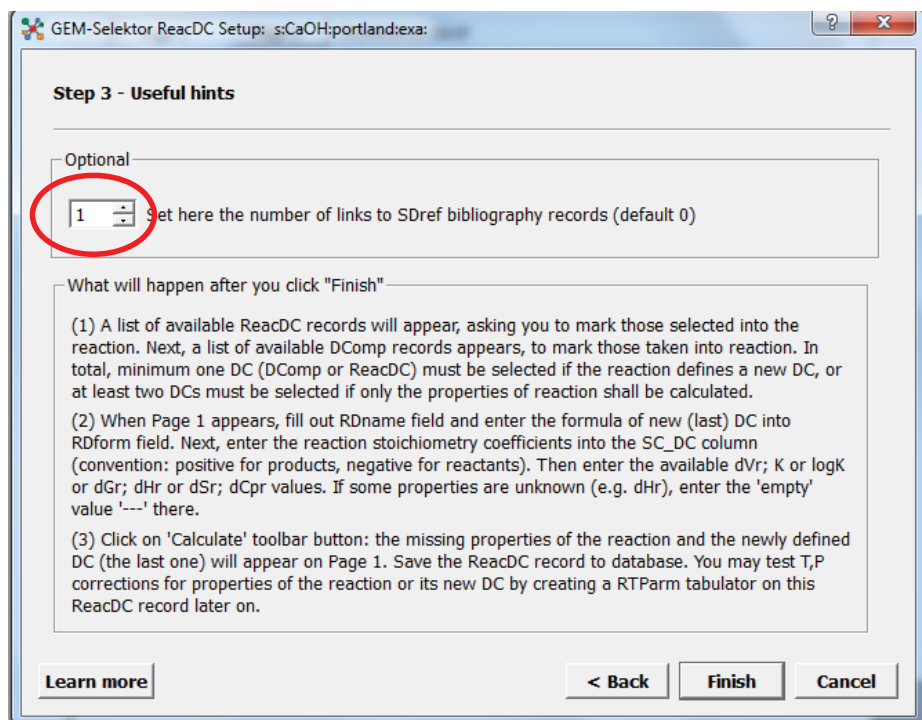 GEM-Selektor ReacDC Setup: s:CaOH:portland:exa:
Step 3 - Useful hints
Optional
1 Set here the number of links to SDref bibliography records (default 0)
What will happen after you click "Finish"
(1) A list of available ReacDC records will appear, asking you to mark those selected into the
reaction. Next, a list of available DComp records appears, to mark those taken into reaction. In
total, minimum one DC (DComp or ReacDC) must be selected if the reaction defines a new DC, or
at least two DCs must be selected if only the properties of reaction shall be calculated.
(2) When Page 1 appears, fill out RDname field and enter the formula of new (last) DC into
RDform field. Next, enter the reaction stoichiometry coefficients into the SC_DC column
(convention: positive for products, negative for reactants). Then enter the available dVr; K or logK
or dGr; dHr or dSr; dCpr values. If some properties are unknown (e.g. dHr), enter the 'empty'
value '---' there.
(3) Click on 'Calculate' toolbar button: the missing properties of the reaction and the newly defined
DC (the last one) will appear on Page 1. Save the ReacDC record to database. You may test T,P
corrections for properties of the reaction or its new DC by creating a RTParm tabulator on this
ReacDC record later on.
Learn more
< Back
Finish
Cancel